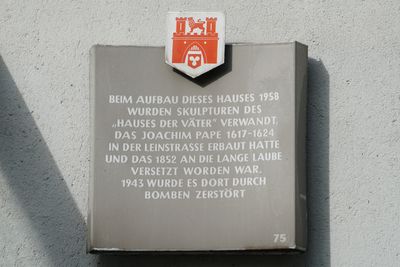 BEIM AUFBAU DIESES HAUSES 1958
WURDEN SKULPTUREN DES
„HAUSES DER VÄTER" VERWANDT,
DAS JOACHIM PAPE 1617-1624
IN DER LEINSTRASSE ERBAUT HATTE
UND DAS 1852 AN DIE LANGE LAUBE
VERSETZT WORDEN WAR.
1943 WURDE ES DORT DURCH
BOMBEN ZERSTÖRT
75